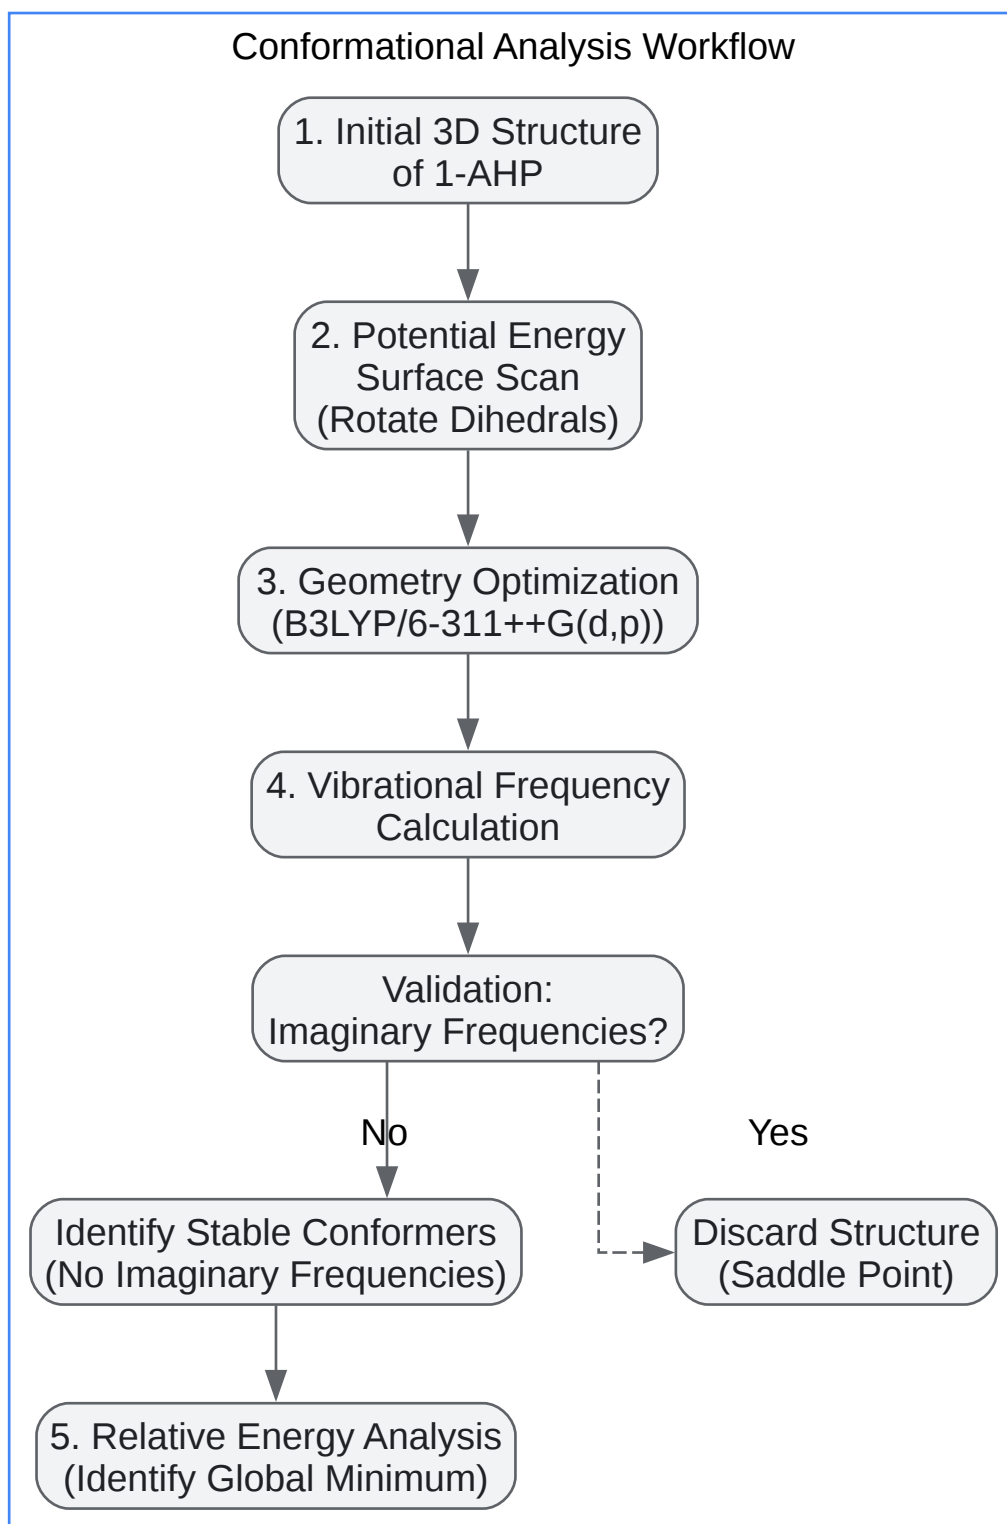 Conformational Analysis Workflow
1. Initial 3D Structure
of 1-AHP
2. Potential Energy
Surface Scan
(Rotate Dihedrals)
3. Geometry Optimization
(B3LYP/6-311++G(d,p))
4. Vibrational Frequency
Calculation
Validation:
Imaginary Frequencies?
No
Yes
Identify Stable Conformers
(No Imaginary Frequencies)
Discard Structure
(Saddle Point)
5. Relative Energy Analysis
(Identify Global Minimum)